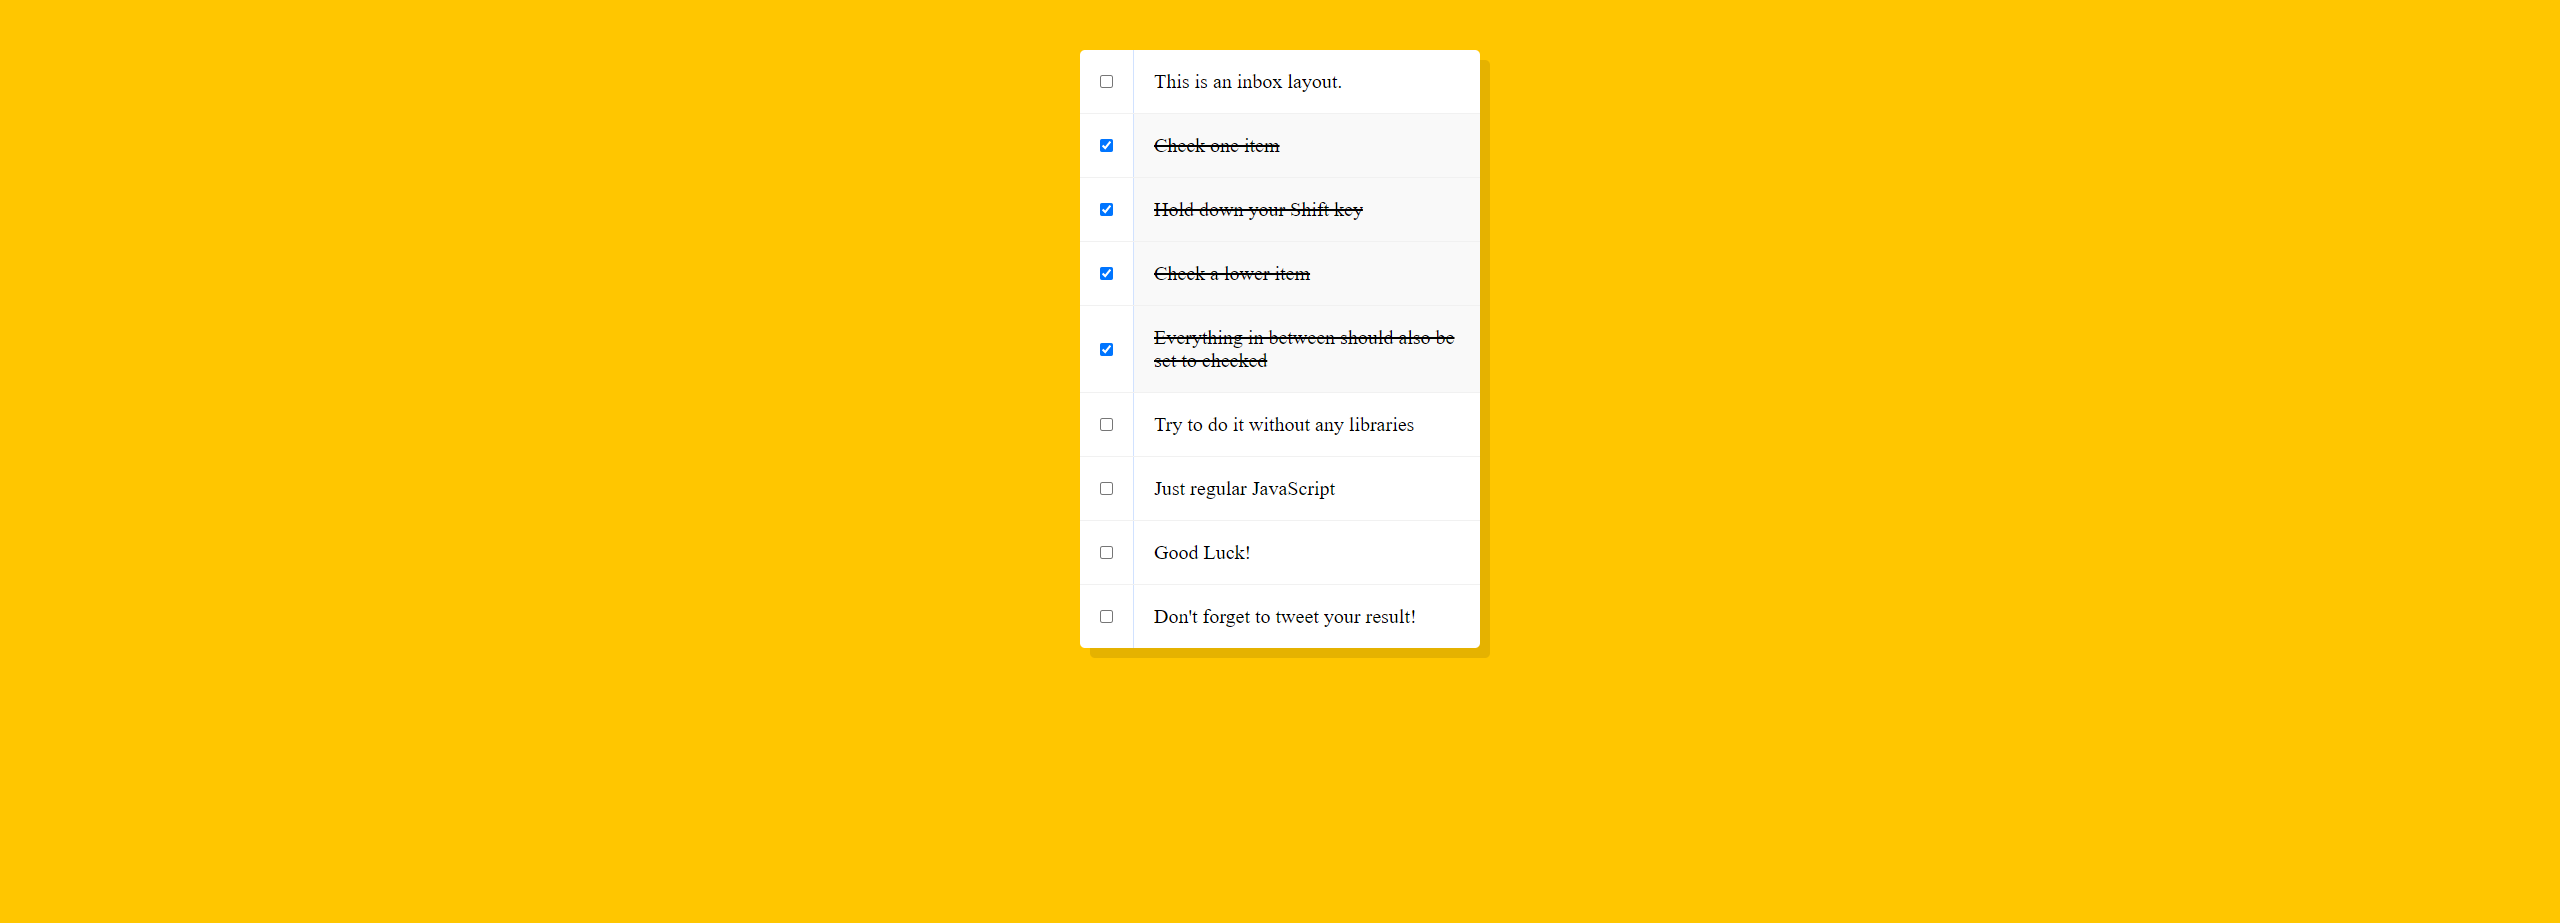 This is an inbox layout.
Check one item
Hold down your Shift key
Check a lower item
Everything in between should also be
set to checked
Try to do it without any libraries
Just regular JavaScript
Good Luck!
Don't forget to tweet your result!